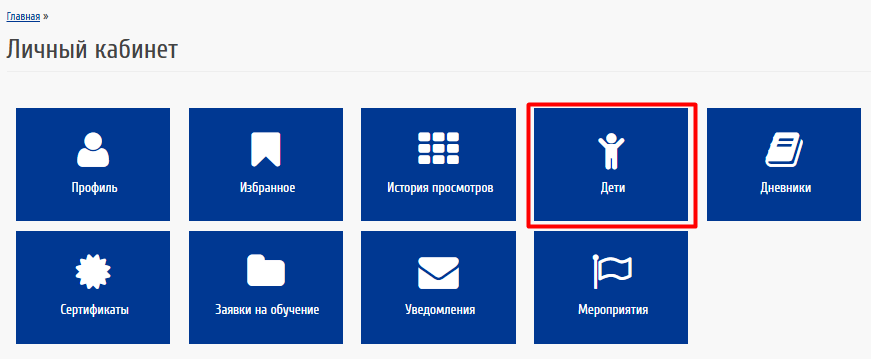 Главная »
Личный кабинет
Профиль
Избранное
История просмотров
Дети
Дневники
Сертификаты
Заявки на обучение
Уведомления
Мероприятия